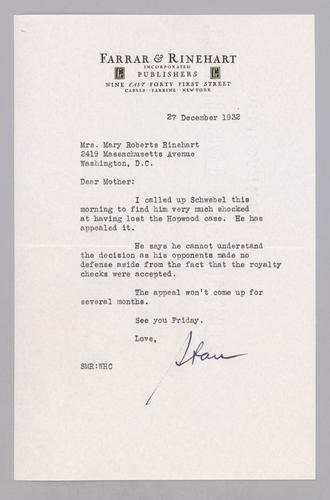 FARRAR & RINEHART
INCORPORATED
PUBLISHERS
NINE EAST FORTY FIRST STREET
CABLES · FARRINE · NEW YORK
27 December 1932
Mrs. Mary Roberts Rinehart
2419 Massachusetts Avenue
Washington, D.C.
Dear Mother:
I called up Schwebel this
morning to find him very much shocked
at having lost the Hopwood case. He has
appealed it.
He says he cannot understand
the decision as his opponents made no
defense aside from the fact that the royalty
checks were accepted.
The appeal won't come up for
several months.
See you Friday.
Love,
Stan
SMR:WHC